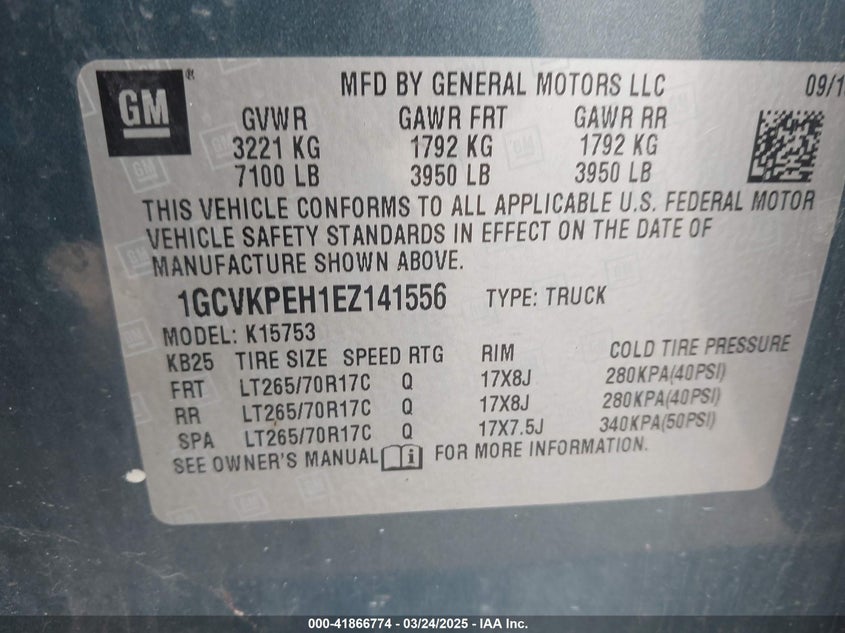 GM ® MFD BY GENERAL MOTORS LLC
GVWR GAWR FRT GAWR RR
3221 KG 1792 KG 1792 KG
7100 LB 3950 LB 3950 LB
THIS VEHICLE CONFORMS TO ALL APPLICABLE U.S. FEDERAL MOTOR
VEHICLE SAFETY STANDARDS IN EFFECT ON THE DATE OF
MANUFACTURE SHOWN ABOVE.
1GCVKPEH1EZ141556 TYPE: TRUCK
MODEL: K15753
KB25 TIRE SIZE SPEED RTG RIM COLD TIRE PRESSURE
FRT LT265/70R17C Q 17X8J 280KPA(40PSI)
RR LT265/70R17C Q 17X8J 280KPA(40PSI)
SPA LT265/70R17C Q 17X7.5J 340KPA(50PSI)
SEE OWNER'S MANUAL i FOR MORE INFORMATION.
000-41866774 — 03/24/2025 — IAA Inc.